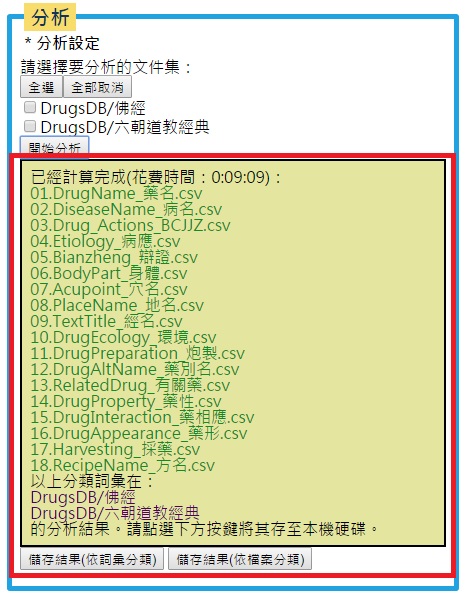 分析
* 分析設定
請選擇要分析的文件集：
全選 全部取消
DrugsDB/佛經
DrugsDB/六朝道教經典
開始分析
已經計算完成(花費時間：0:09:09)：
01.DrugName_藥名.csv
02.DiseaseName_病名.csv
03.Drug_Actions_BCJJZ.csv
04.Etiology_病應.csv
05.Bianzheng_辯證.csv
06.BodyPart_身體.csv
07.Acupoint_穴名.csv
08.PlaceName_地名.csv
09.TextTitle_經名.csv
10.DrugEcology_環境.csv
11.DrugPreparation_炮製.csv
12.DrugAltName_藥別名.csv
13.RelatedDrug_有關藥.csv
14.DrugProperty_藥性.csv
15.DrugInteraction_藥相應.csv
16.DrugAppearance_藥形.csv
17.Harvesting_採藥.csv
18.RecipeName_方名.csv
以上分類詞彙在：
DrugsDB/佛經
DrugsDB/六朝道教經典
的分析結果。請點選下方按鍵將其存至本機硬碟。
儲存結果(依詞彙分類) 儲存結果(依檔案分類)